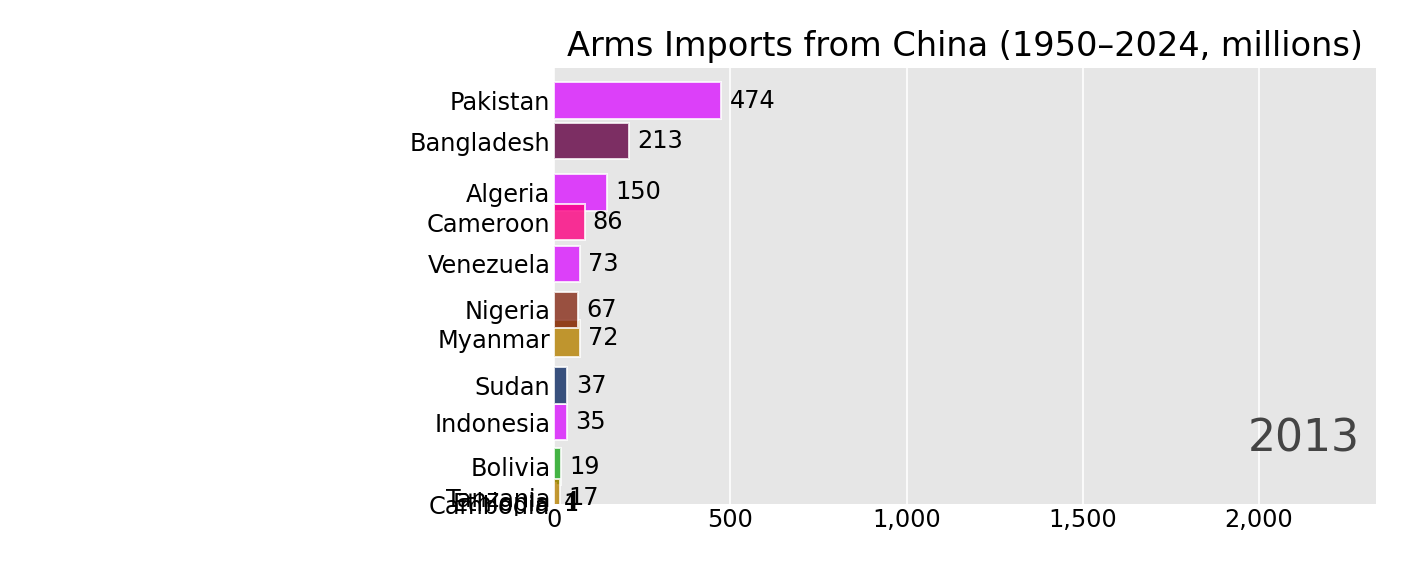 Arms Imports from China (1950–2024, millions)
Pakistan 474
Bangladesh 213
Algeria 150
Cameroon 86
Venezuela 73
Nigeria 67
Myanmar 72
Sudan 37
Indonesia 35
2013
Bolivia 19
Tanzania 17
Cambodia
0 500 1,000 1,500 2,000